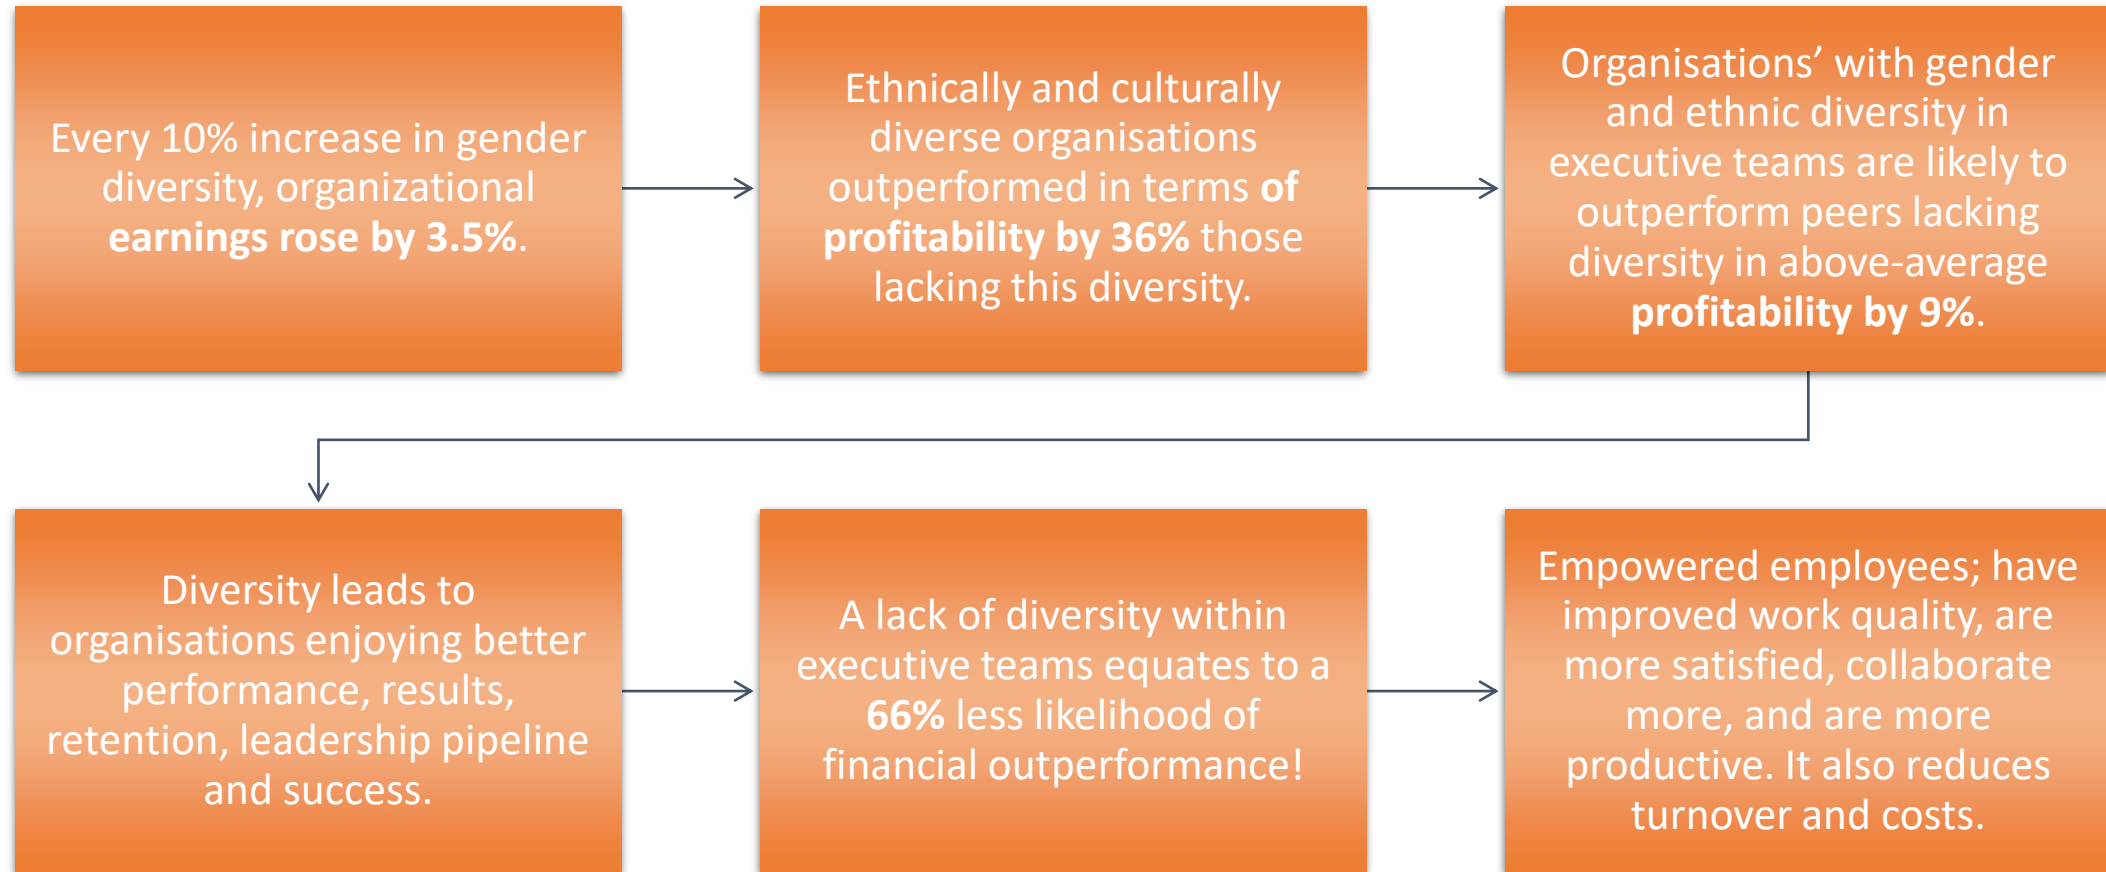 Every 10% increase in gender
diversity, organizational
earnings rose by 3.5%.
Ethnically and culturally
diverse organisations
outperformed in terms of
profitability by 36% those
lacking this diversity.
Organisations’ with gender
and ethnic diversity in
executive teams are likely to
outperform peers lacking
diversity in above-average
profitability by 9%.
Diversity leads to
organisations enjoying better
performance, results,
retention, leadership pipeline
and success.
A lack of diversity within
executive teams equates to a
66% less likelihood of
financial outperformance!
Empowered employees; have
improved work quality, are
more satisfied, collaborate
more, and are more
productive. It also reduces
turnover and costs.